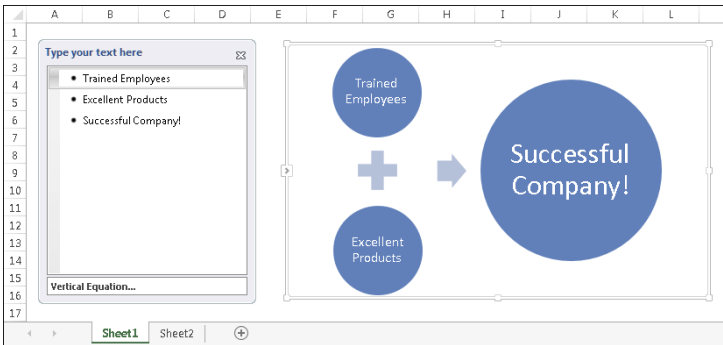 A B C D E F G H I J K L
1
2
3
4
5
6
7
8
9
10
11
12
13
14
15
16
17
Type your text here
Trained Employees
Excellent Products
Successful Company!
Vertical Equation...
Trained
Employees
Excellent
Products
Successful
Company!
Sheet1 Sheet2